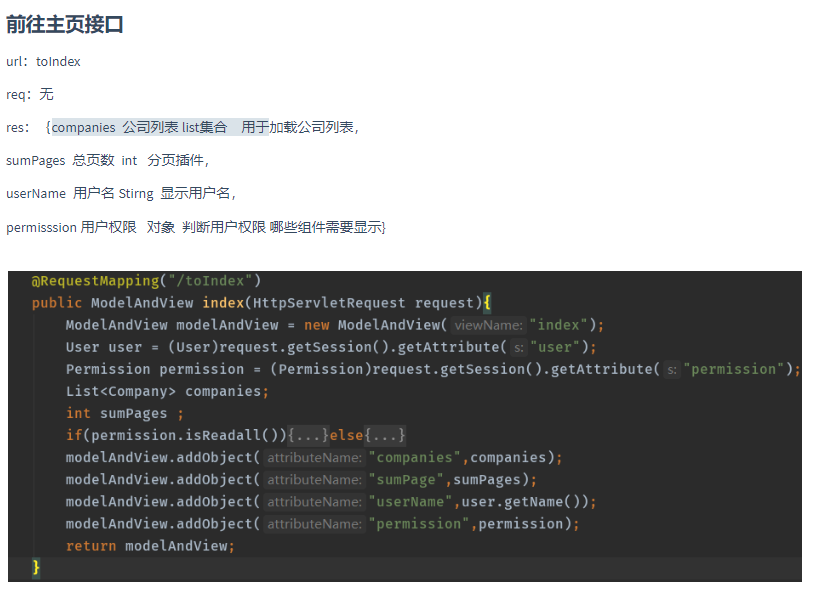 前往主页接口
url：toIndex
req：无
res： {companies 公司列表 list集合 用于加载公司列表，
sumPages 总页数 int 分页插件，
userName 用户名 Stirng 显示用户名，
permisssion 用户权限 对象 判断用户权限 哪些组件需要显示}
@RequestMapping("/toIndex")
public ModelAndView index(HttpServletRequest request){
ModelAndView modelAndView = new ModelAndView( viewName: "index");
User user = (User)request.getSession().getAttribute( s: "user");
Permission permission = (Permission)request.getSession().getAttribute( s: "permission");
List<Company> companies;
int sumPages ;
if(permission.isReadall()){...}else{...}
modelAndView.addObject( attributeName: "companies",companies);
modelAndView.addObject( attributeName: "sumPage",sumPages);
modelAndView.addObject( attributeName: "userName",user.getName());
modelAndView.addObject( attributeName: "permission",permission);
return modelAndView;
}